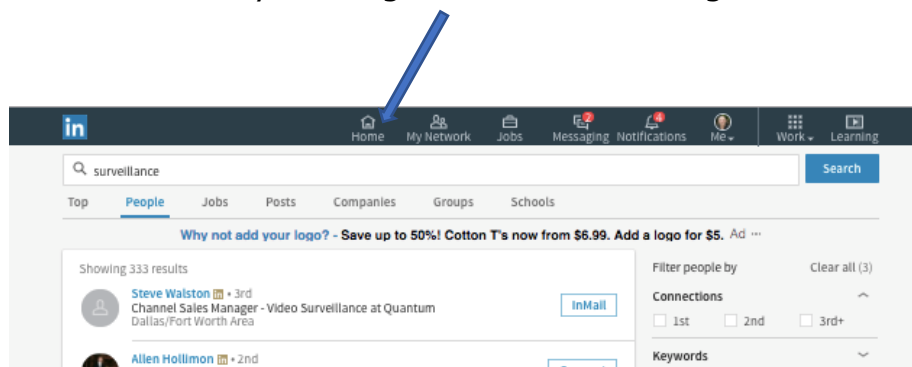 in
2
4
Home My Network Jobs Messaging Notifications Me Work Learning
surveillance
Search
Top People Jobs Posts Companies Groups Schools
Why not add your logo? - Save up to 50%! Cotton T's now from $6.99. Add a logo for $5. Ad ...
Showing 333 results
Filter people by Clear all (3)
Steve Walston in • 3rd
Connections
Channel Sales Manager - Video Surveillance at Quantum
InMail
Dallas/Fort Worth Area
1st 2nd 3rd+
Allen Hollimon in • 2nd
Keywords